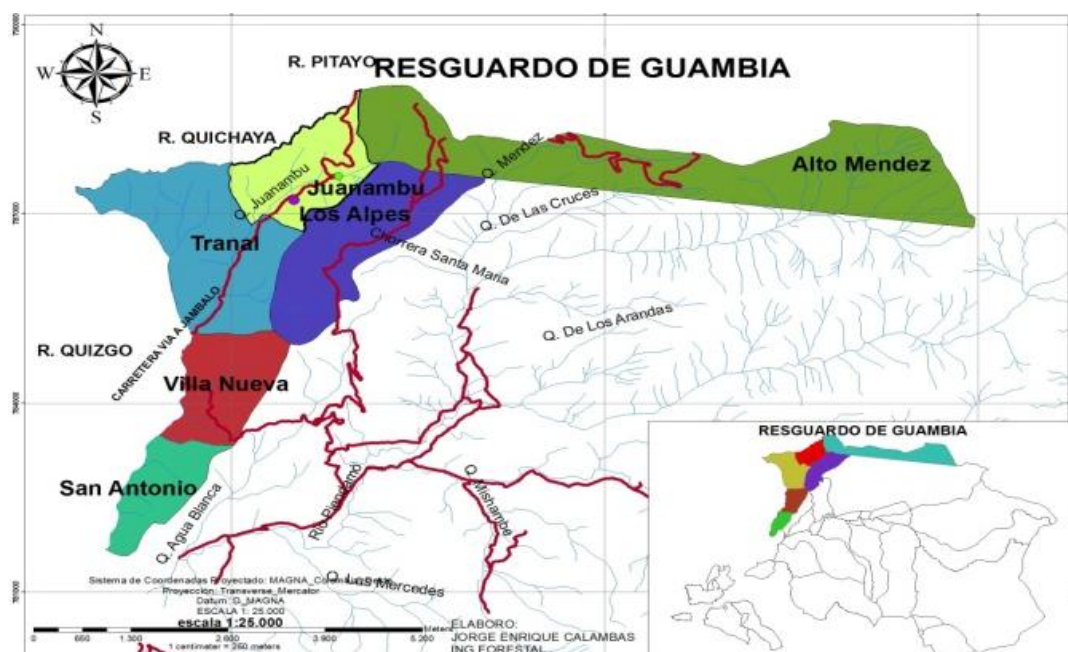 N
W E
S
R. PITAYO
RESGUARDO DE GUAMBIA
R. QUICHAYA
Alto Mendez
Q. Mendez
Q. Juanambu
Juanambu
Los Alpes
Q. De Las Cruces
Tranal
Chorrera Santa Maria
Q. De Los Arandas
R. QUIZGO
CARRETERA VIA A JAMBALO
Villa Nueva
RESGUARDO DE GUAMBIA
San Antonio
Q. Agua Blanca
Rio Piendamó
Q. Mishambe
Q. Las Mercedes
Sistema de Coordenadas Proyectado: MAGNA
Proyección: Transverse_Mercator
Datum: D_MAGNA
ESCALA 1: 25.000
escala 1:25.000
0 650 1.300 2.600 3.900 5.200
1 centimeter = 250 meters
ELABORO:
JORGE ENRIQUE CALAMBAS
ING FORESTAL